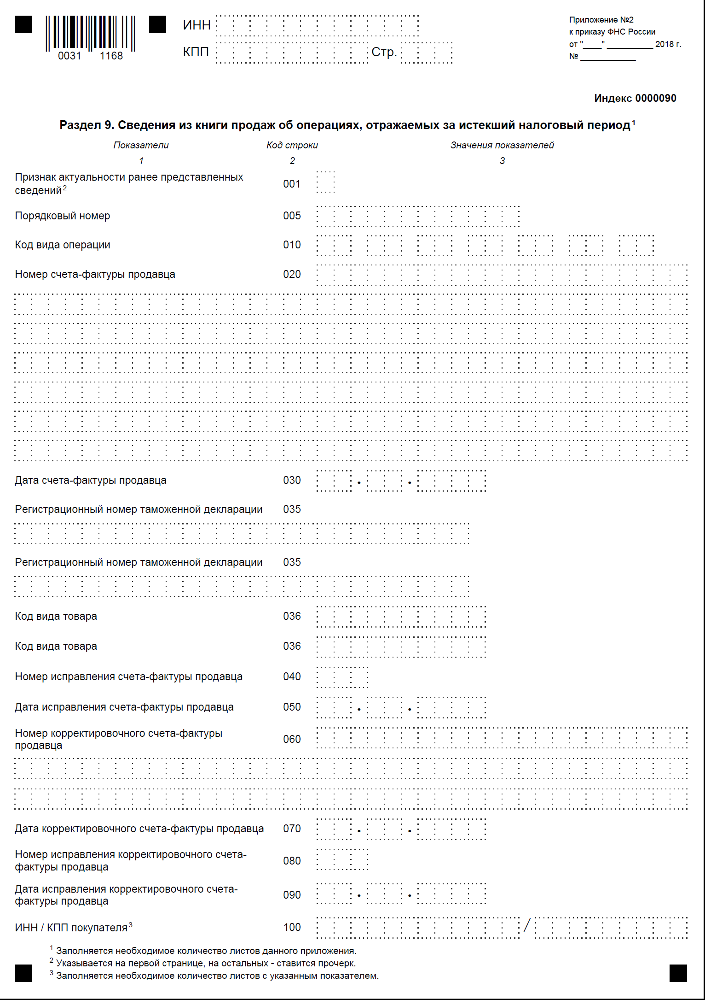 0031 1168
ИНН
КПП Стр.
Приложение №2
к приказу ФНС России
от "____" __________ 2018 г.
№ ____________
Индекс 0000090
Раздел 9. Сведения из книги продаж об операциях, отражаемых за истекший налоговый период 1
Показатели Код строки Значения показателей
1 2 3
Признак актуальности ранее представленных
сведений 2 001
Порядковый номер 005
Код вида операции 010
Номер счета-фактуры продавца 020
Дата счета-фактуры продавца 030 . .
Регистрационный номер таможенной декларации 035
Регистрационный номер таможенной декларации 035
Код вида товара 036
Код вида товара 036
Номер исправления счета-фактуры продавца 040
Дата исправления счета-фактуры продавца 050 . .
Номер корректировочного счета-фактуры
продавца 060
Дата корректировочного счета-фактуры продавца 070 . .
Номер исправления корректировочного счета-
фактуры продавца 080
Дата исправления корректировочного счета-
фактуры продавца 090 . .
ИНН / КПП покупателя 3 100 /
1 Заполняется необходимое количество листов данного приложения.
2 Указывается на первой странице, на остальных - ставится прочерк.
3 Заполняется необходимое количество листов с указанным показателем.